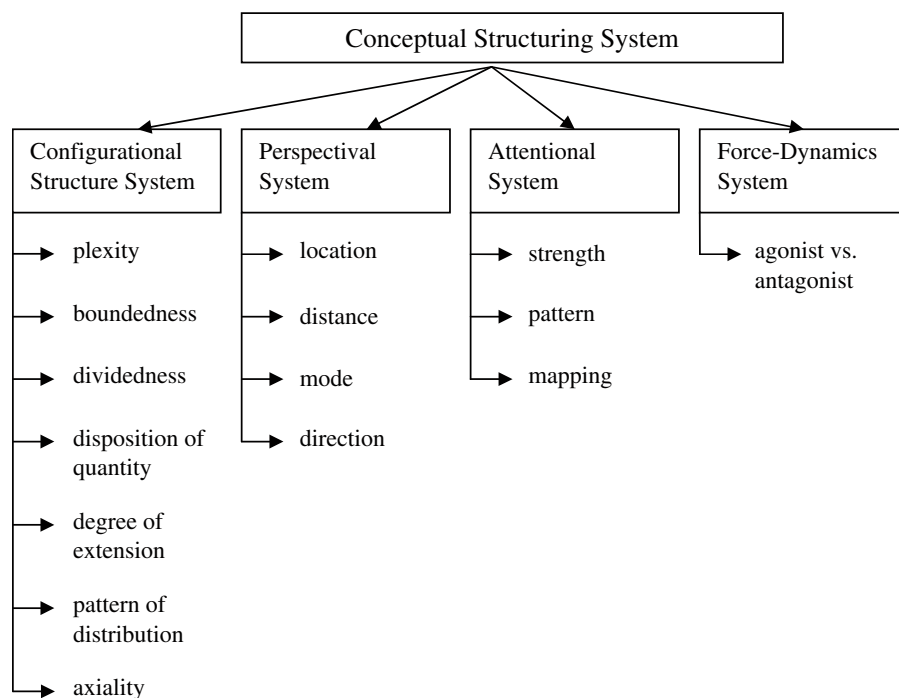 Conceptual Structuring System
Configurational
Structure System
plexity
boundedness
dividedness
disposition of
quantity
degree of
extension
pattern of
distribution
axiality
Perspectival
System
location
distance
mode
direction
Attentional
System
strength
pattern
mapping
Force-Dynamics
System
agonist vs.
antagonist